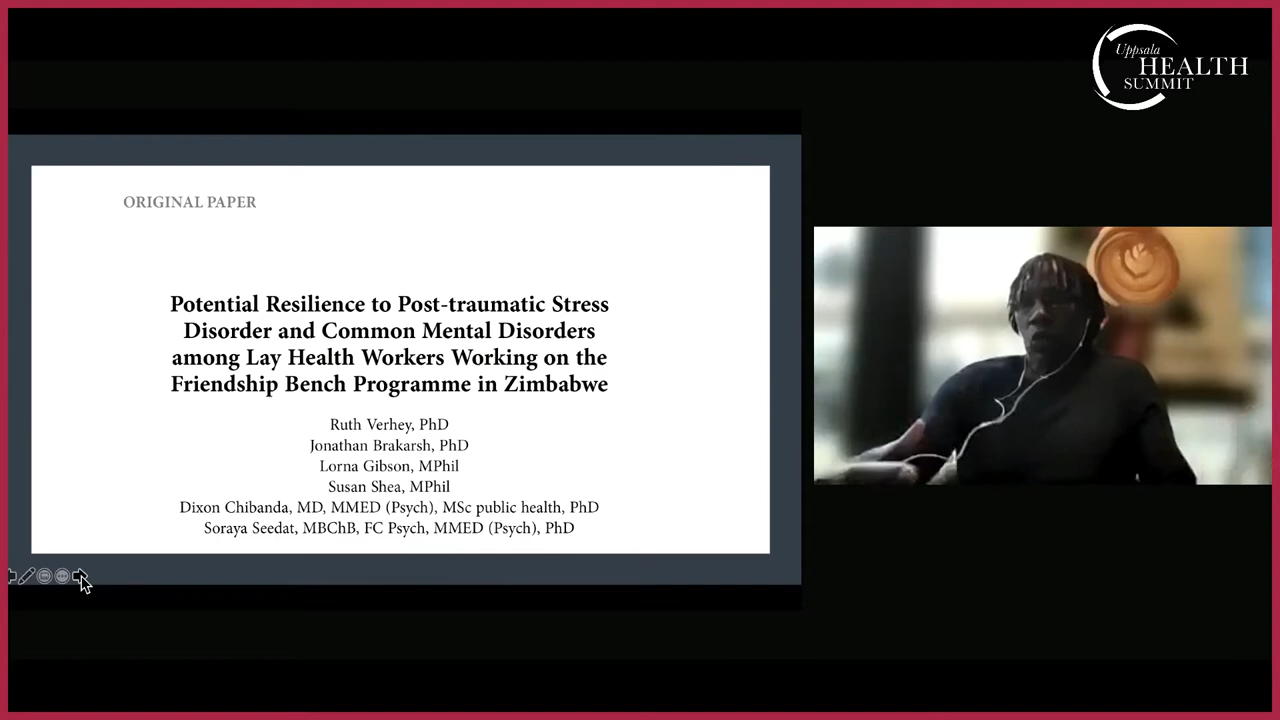 Uppsala
HEALTH
SUMMIT
ORIGINAL PAPER
Potential Resilience to Post-traumatic Stress
Disorder and Common Mental Disorders
among Lay Health Workers Working on the
Friendship Bench Programme in Zimbabwe
Ruth Verhey, PhD
Jonathan Brakarsh, PhD
Lorna Gibson, MPhil
Susan Shea, MPhil
Dixon Chibanda, MD, MMED (Psych), MSc public health, PhD
Soraya Seedat, MBChB, FC Psych, MMED (Psych), PhD